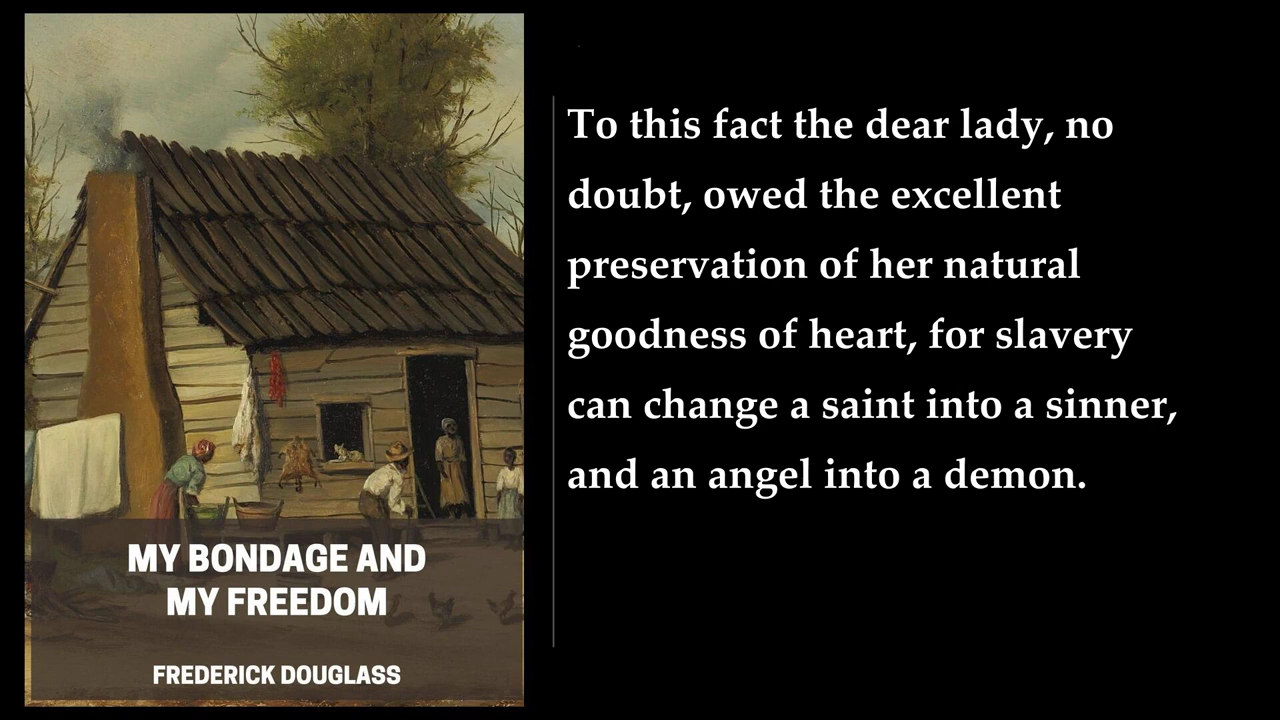 To this fact the dear lady, no
doubt, owed the excellent
preservation of her natural
goodness of heart, for slavery
can change a saint into a sinner,
and an angel into a demon.
MY BONDAGE AND
MY FREEDOM
FREDERICK DOUGLASS